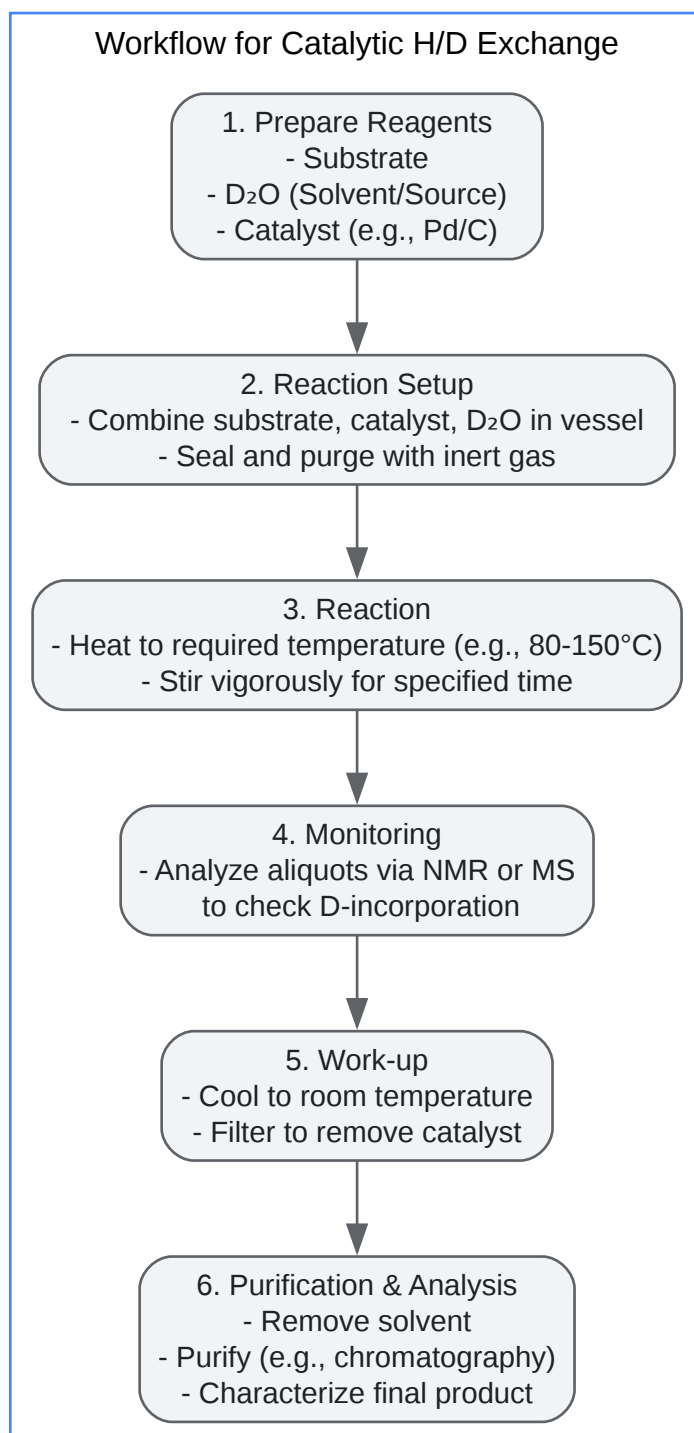 Workflow for Catalytic H/D Exchange
1. Prepare Reagents
- Substrate
- D₂O (Solvent/Source)
- Catalyst (e.g., Pd/C)
2. Reaction Setup
- Combine substrate, catalyst, D₂O in vessel
- Seal and purge with inert gas
3. Reaction
- Heat to required temperature (e.g., 80-150°C)
- Stir vigorously for specified time
4. Monitoring
- Analyze aliquots via NMR or MS
to check D-incorporation
5. Work-up
- Cool to room temperature
- Filter to remove catalyst
6. Purification & Analysis
- Remove solvent
- Purify (e.g., chromatography)
- Characterize final product